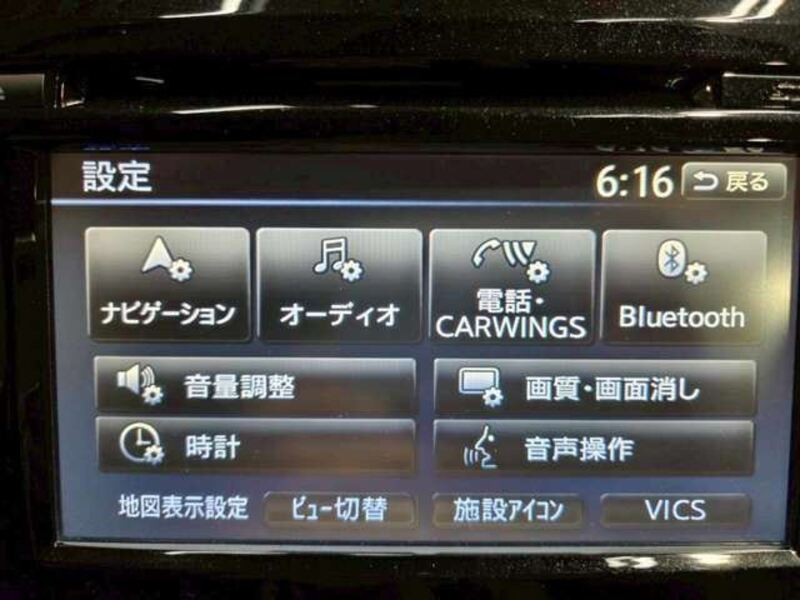 設定
6:16
戻る
ナビゲーション
オーディオ
電話・
CARWINGS
Bluetooth
音量調整
画質・画面消し
時計
音声操作
地図表示設定
ビュー切替
施設アイコン
VICS